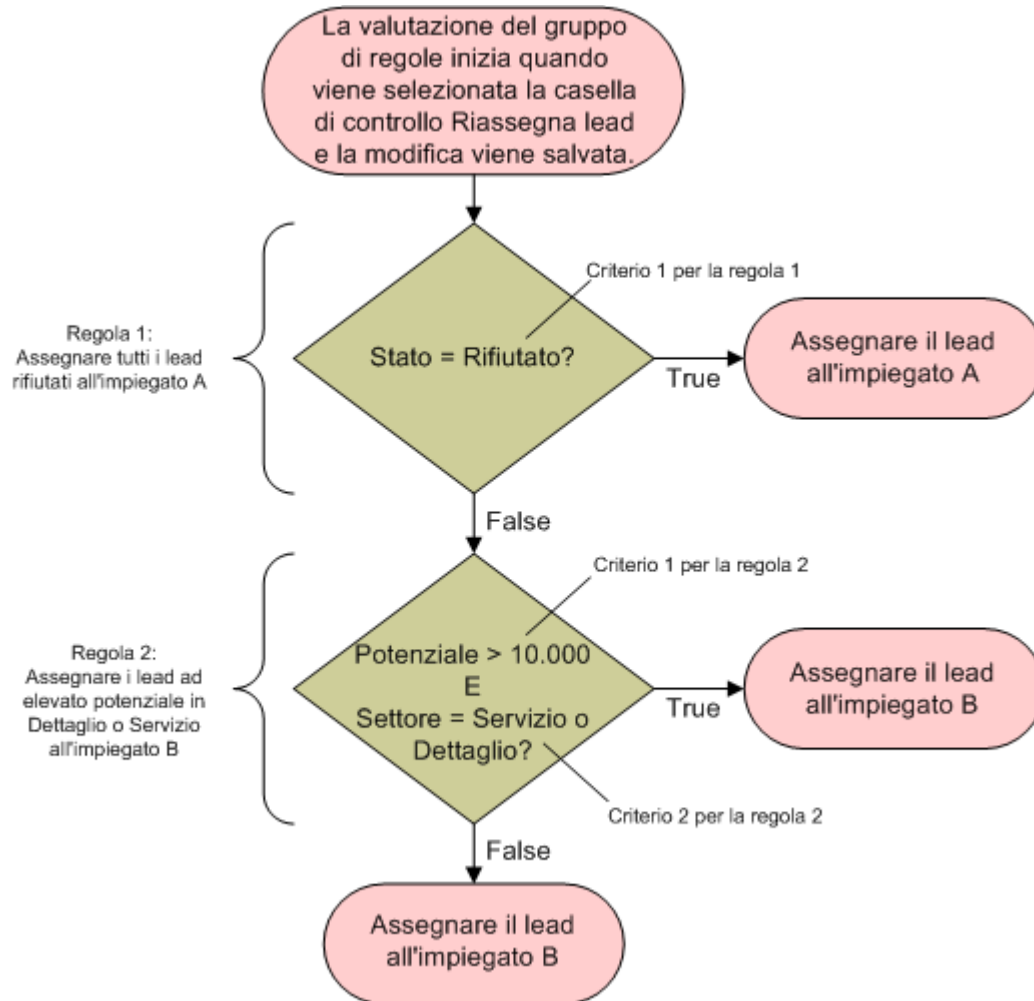 La valutazione del gruppo
di regole inizia quando
viene selezionata la casella
di controllo Riassegna lead
e la modifica viene salvata.
Criterio 1 per la regola 1
Regola 1:
Assegnare tutti i lead
rifiutati all'impiegato A
Stato = Rifiutato?
True
Assegnare il lead
all'impiegato A
False
Criterio 1 per la regola 2
Regola 2:
Assegnare i lead ad
elevato potenziale in
Dettaglio o Servizio
all'impiegato B
Potenziale > 10.000
E
Settore = Servizio o
Dettaglio?
True
Assegnare il lead
all'impiegato B
Criterio 2 per la regola 2
False
Assegnare il lead
all'impiegato B